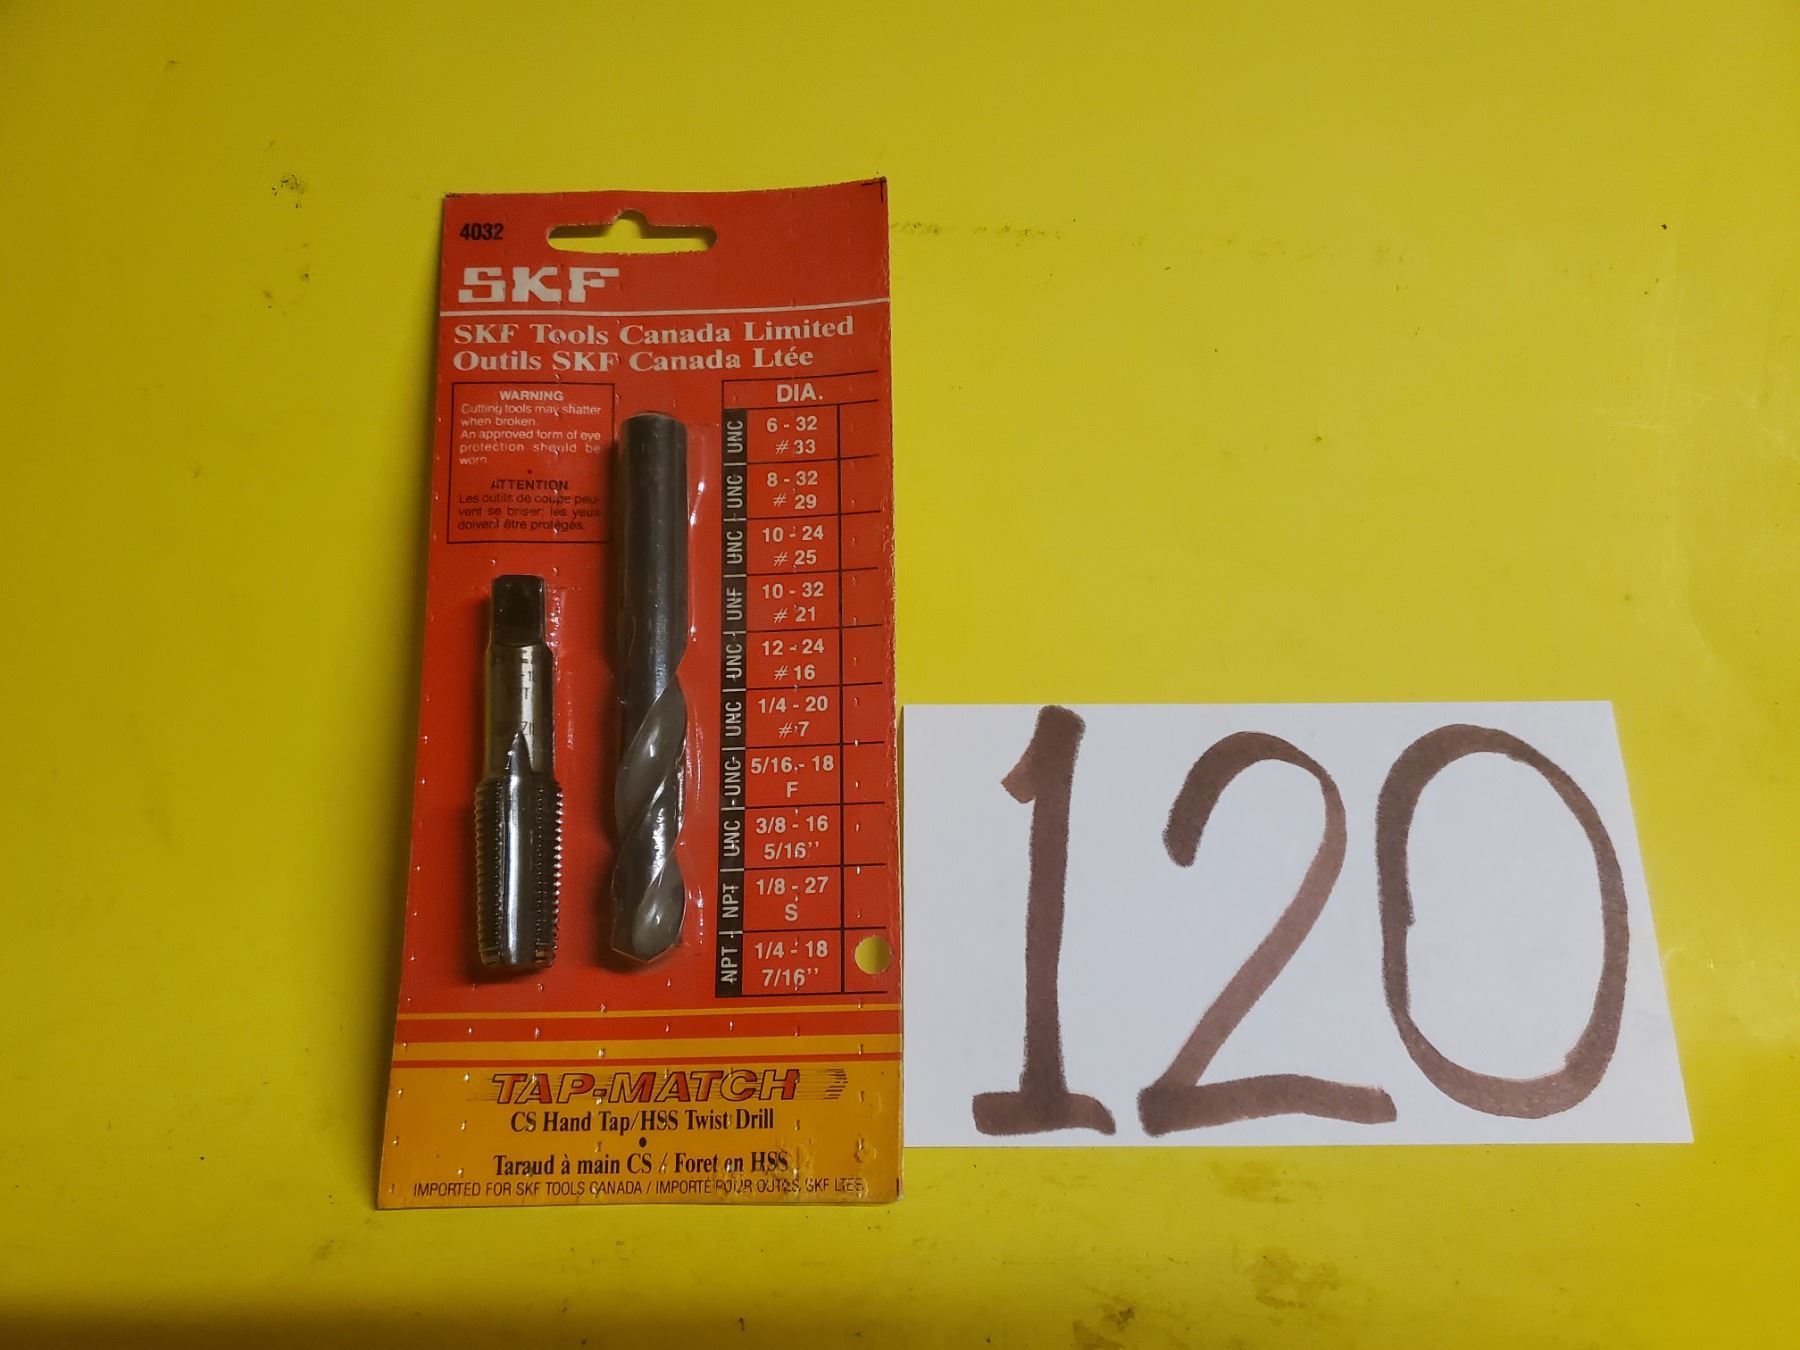 4032
SKF
SKF Tools Canada Limited
Outils SKF Canada Ltée
WARNING
Cutting tools may shatter
when broken.
An approved form of eye
protection should be
worn.
•
ATTENTION
Les outils de coupe peu-
vent se briser; les yeux
doivent être protégés.
DIA.
UNC 6 - 32
# 33
UNC 8 - 32
# 29
UNC 10 - 24
# 25
UNF 10 - 32
# 21
UNC 12 - 24
# 16
UNC 1/4 - 20
# 7
UNC 5/16 - 18
F
UNC 3/8 - 16
5/16"
NPT 1/8 - 27
S
NPT 1/4 - 18
7/16"
TAP-MATCH
CS Hand Tap/HSS Twist Drill
•
Taraud à main CS / Foret en HSS
IMPORTED FOR SKF TOOLS CANADA / IMPORTÉ POUR OUTILS SKF LTÉE
120